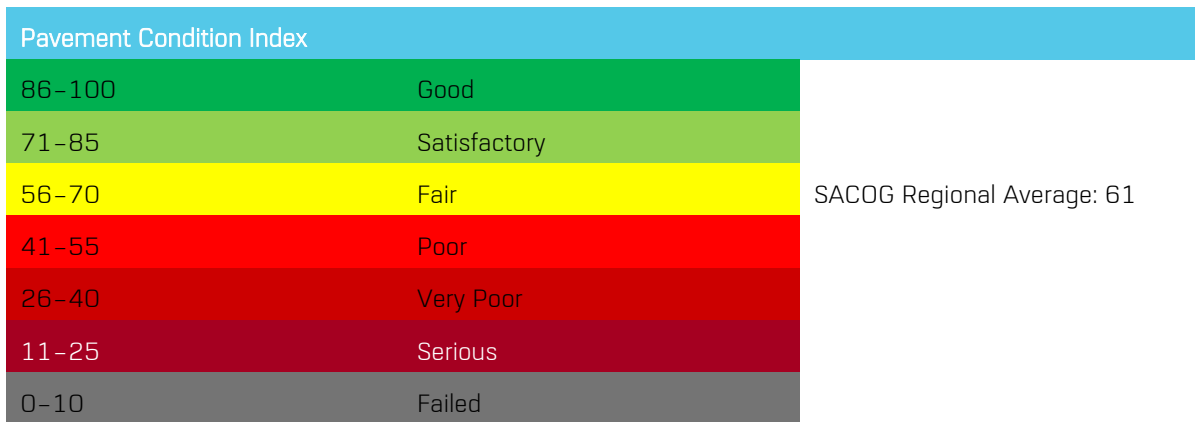 Pavement Condition Index
86–100 Good
71–85 Satisfactory
56–70 Fair SACOG Regional Average: 61
41–55 Poor
26–40 Very Poor
11–25 Serious
0–10 Failed